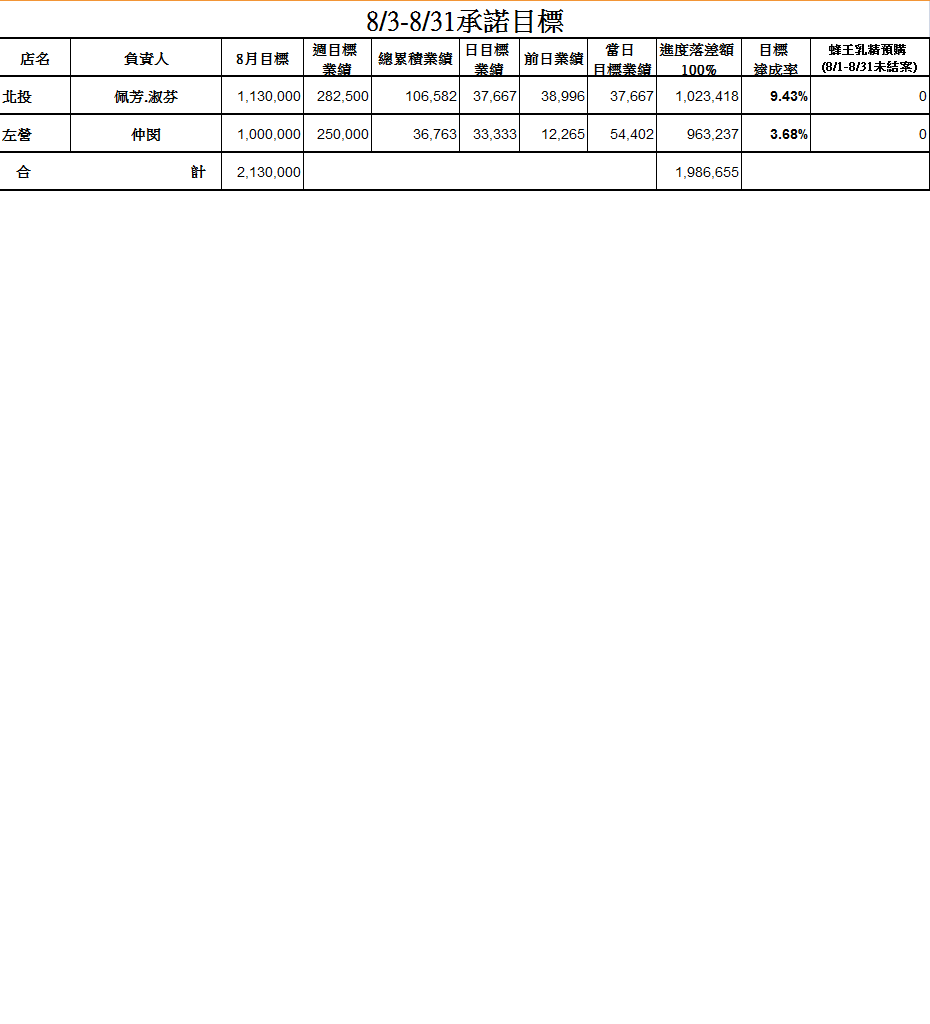 8/3-8/31承諾目標
店名 負責人 8月目標 週目標業績 總累積業績 日目標業績 前日業績 當日目標業績 進度落差額100% 目標達成率 蜂王乳精預購(8/1-8/31未結案)
北投 佩芳.淑芬 1,130,000 282,500 106,582 37,667 38,996 37,667 1,023,418 9.43% 0
左營 仲閔 1,000,000 250,000 36,763 33,333 12,265 54,402 963,237 3.68% 0
合 計 2,130,000 1,986,655